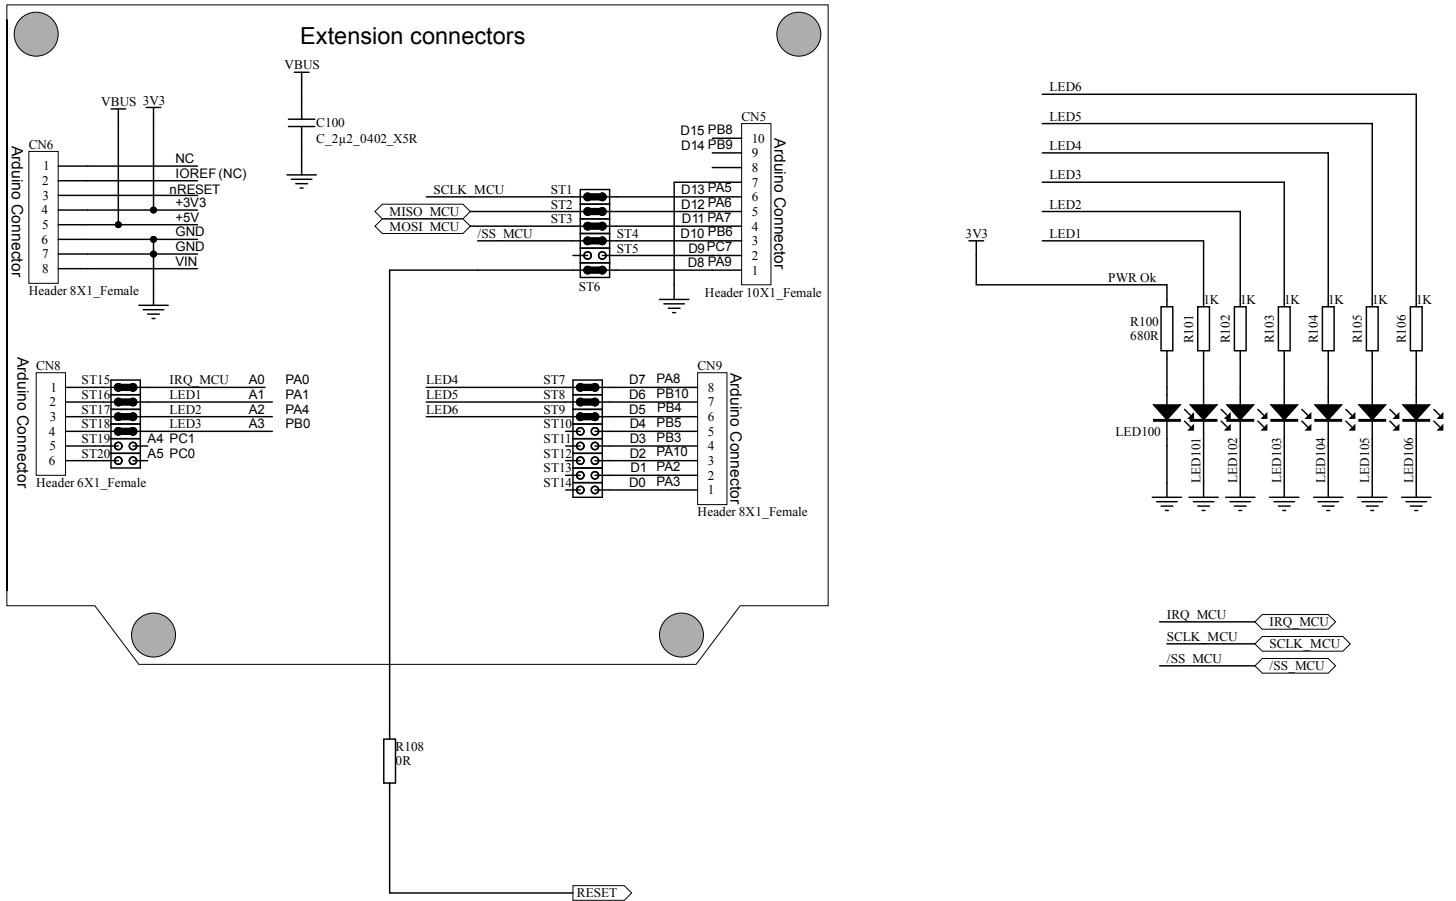 Extension connectors
VBUS
C100
C_2µ2_0402_X5R
VBUS 3V3
CN6
Arduino Connector
1 NC
2 IOREF (NC)
3 nRESET
4 +3V3
5 +5V
6 GND
7 GND
8 VIN
Header 8X1_Female
CN5
Arduino Connector
D15 PB8 10
D14 PB9 9
8
7
SCLK_MCU ST1 D13 PA5 6
MISO_MCU ST2 D12 PA6 5
MOSI_MCU ST3 D11 PA7 4
/SS_MCU ST4 D10 PB6 3
ST5 D9 PC7 2
D8 PA9 1
ST6
Header 10X1_Female
CN8
Arduino Connector
1 ST15 IRQ_MCU A0 PA0
2 ST16 LED1 A1 PA1
3 ST17 LED2 A2 PA4
4 ST18 LED3 A3 PB0
5 ST19 A4 PC1
6 ST20 A5 PC0
Header 6X1_Female
CN9
Arduino Connector
LED4 ST7 D7 PA8 8
LED5 ST8 D6 PB10 7
LED6 ST9 D5 PB4 6
ST10 D4 PB5 5
ST11 D3 PB3 4
ST12 D2 PA10 3
ST13 D1 PA2 2
ST14 D0 PA3 1
Header 8X1_Female
R108
0R
RESET
LED6
LED5
LED4
LED3
LED2
LED1
3V3
PWR Ok
R100
680R
R101 1K
R102 1K
R103 1K
R104 1K
R105 1K
R106 1K
LED100
LED101
LED102
LED103
LED104
LED105
LED106
IRQ_MCU IRQ_MCU
SCLK_MCU SCLK_MCU
/SS_MCU /SS_MCU